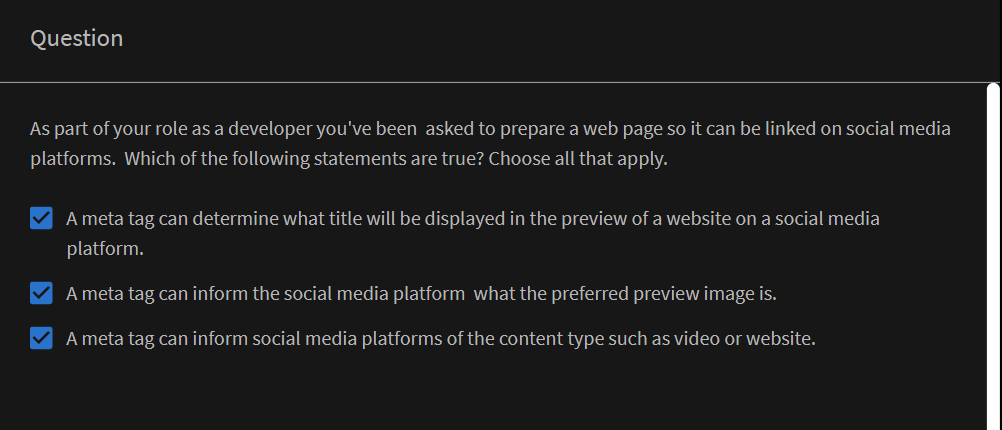 Question
As part of your role as a developer you've been  asked to prepare a web page so it can be linked on social media
platforms.  Which of the following statements are true? Choose all that apply.
A meta tag can determine what title will be displayed in the preview of a website on a social media
platform.
A meta tag can inform the social media platform  what the preferred preview image is.
A meta tag can inform social media platforms of the content type such as video or website.